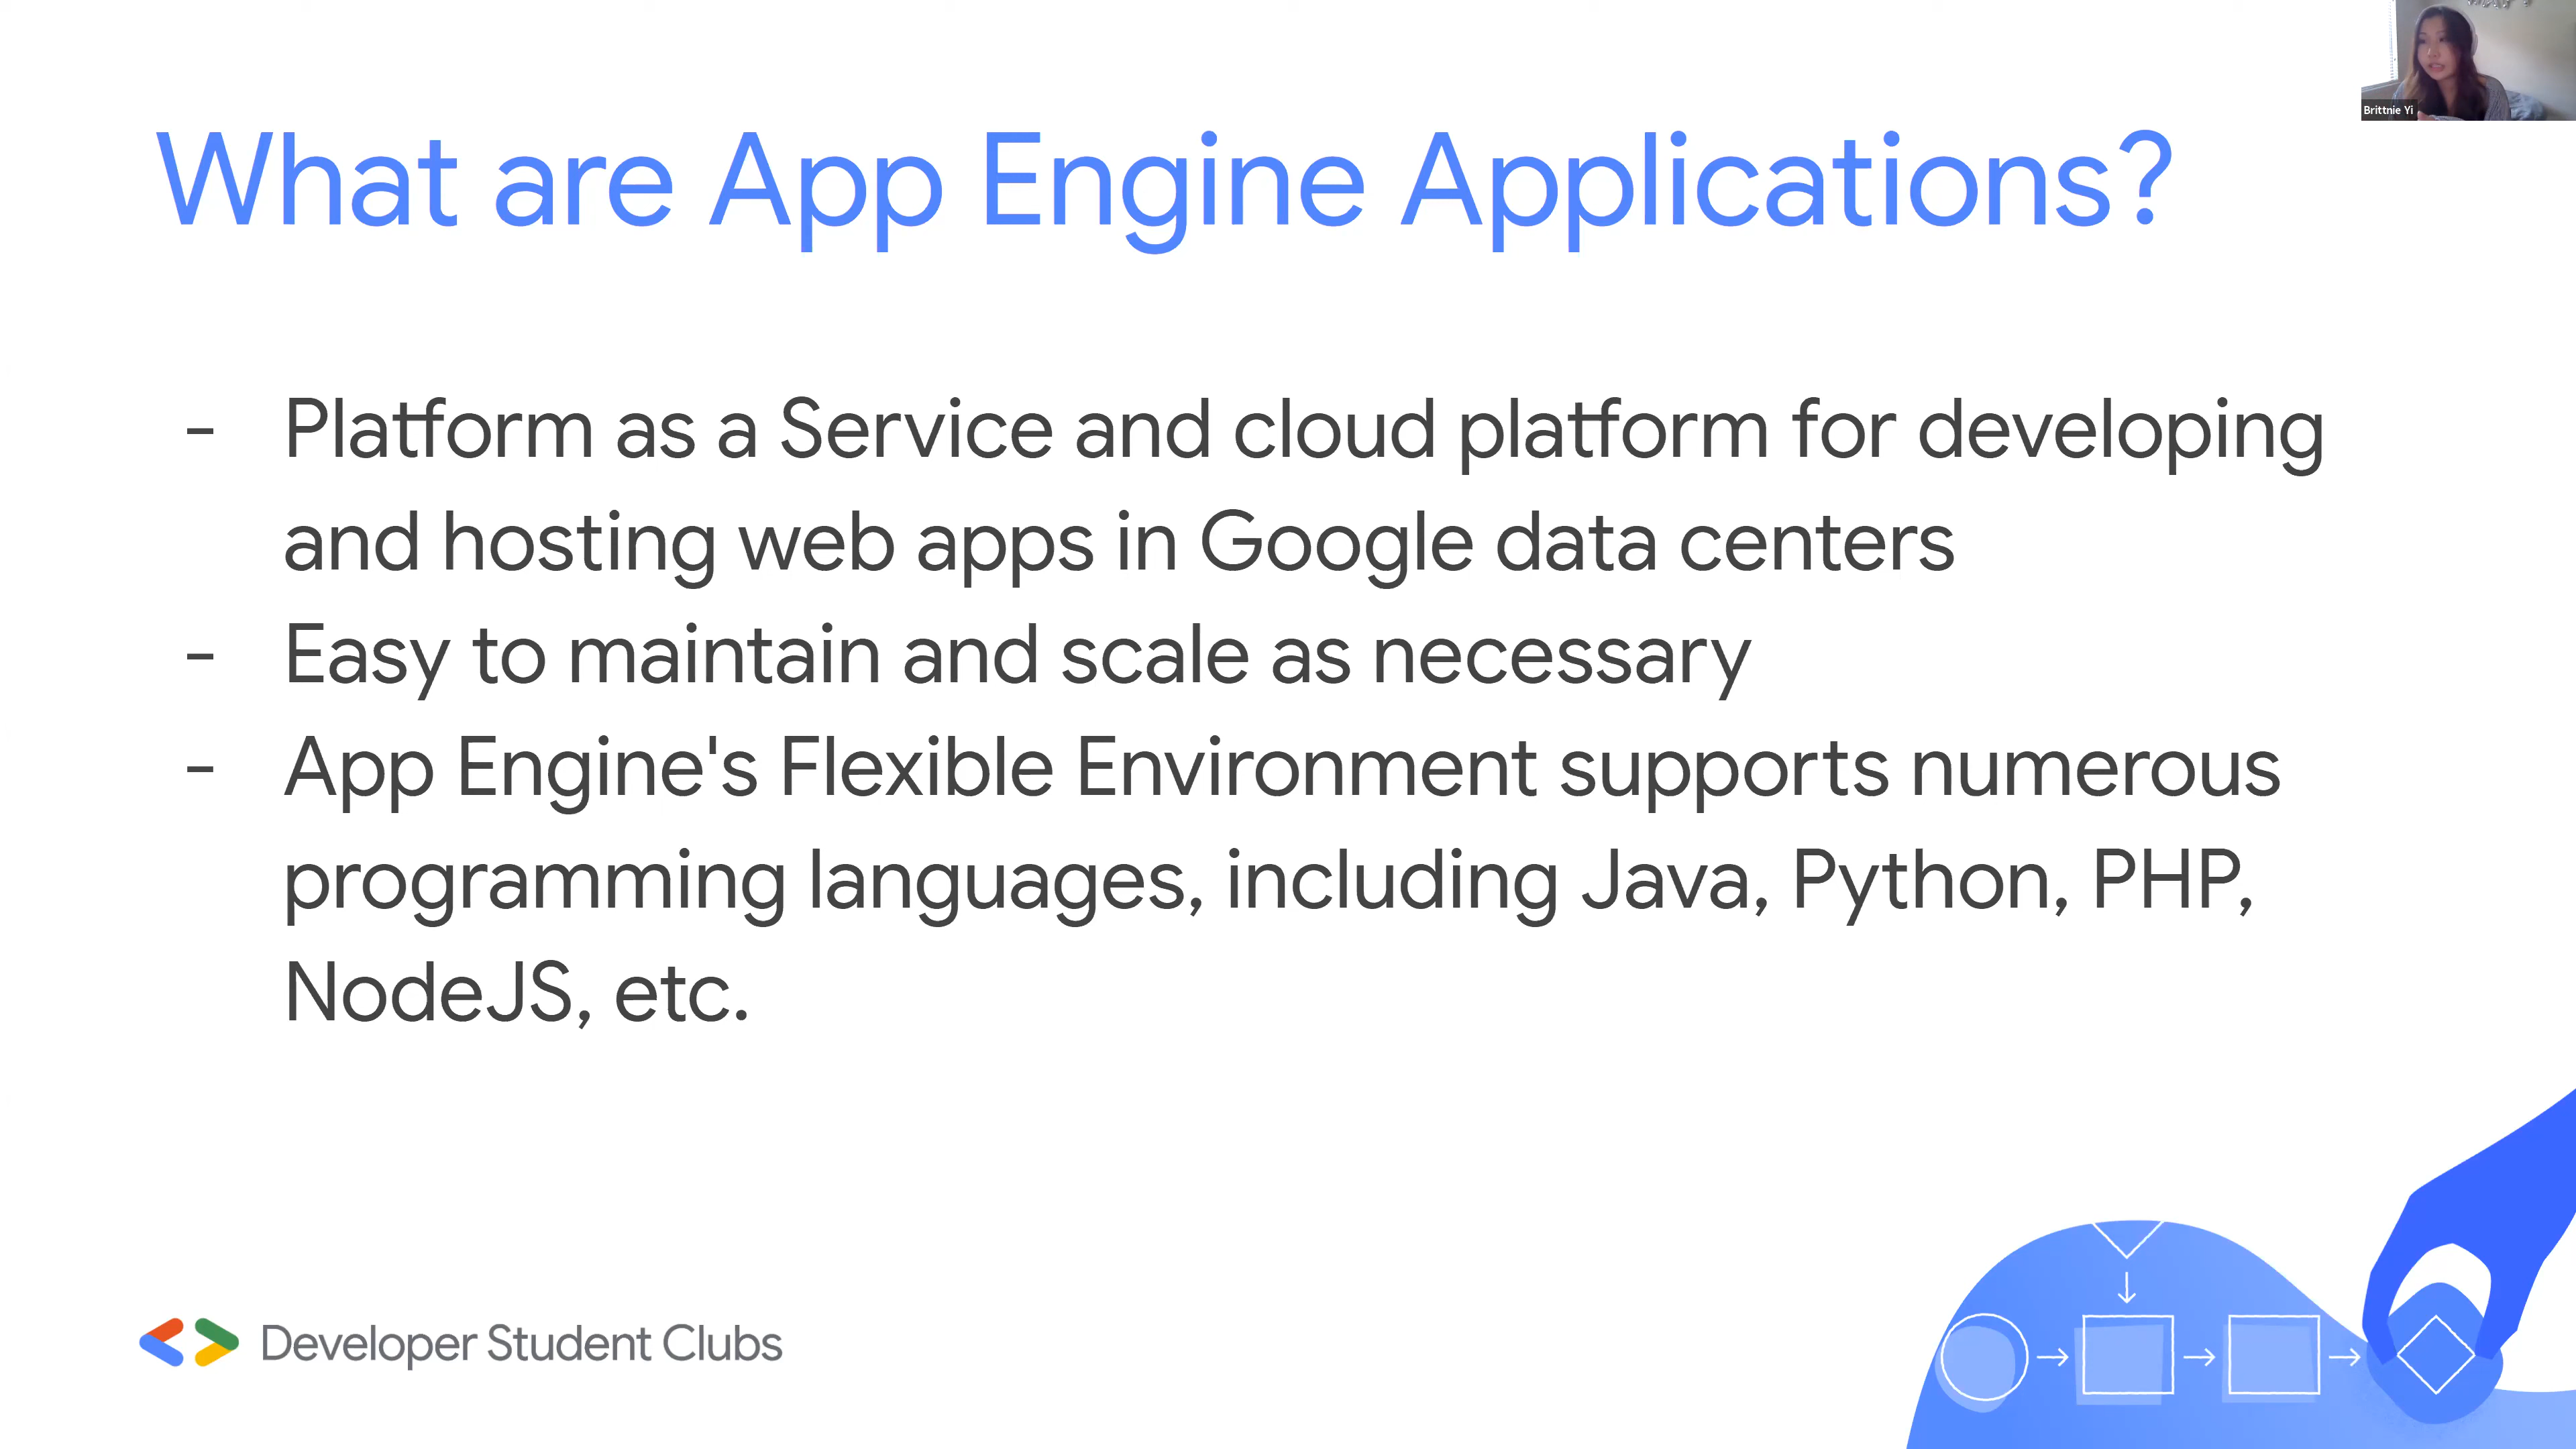 Brittnie Yi
What are App Engine Applications?
- Platform as a Service and cloud platform for developing
and hosting web apps in Google data centers
- Easy to maintain and scale as necessary
- App Engine's Flexible Environment supports numerous
programming languages, including Java, Python, PHP,
NodeJS, etc.
Developer Student Clubs